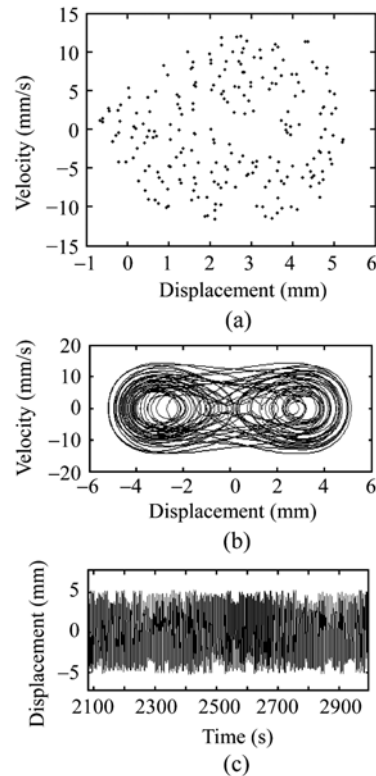 15
10
5
0
−5
−10
−15
Velocity (mm/s)
−1 0 1 2 3 4 5 6
Displacement (mm)
(a)
20
10
0
−10
−20
Velocity (mm/s)
−6 −4 −2 0 2 4 6
Displacement (mm)
(b)
5
0
−5
Displacement (mm)
2100 2300 2500 2700 2900
Time (s)
(c)